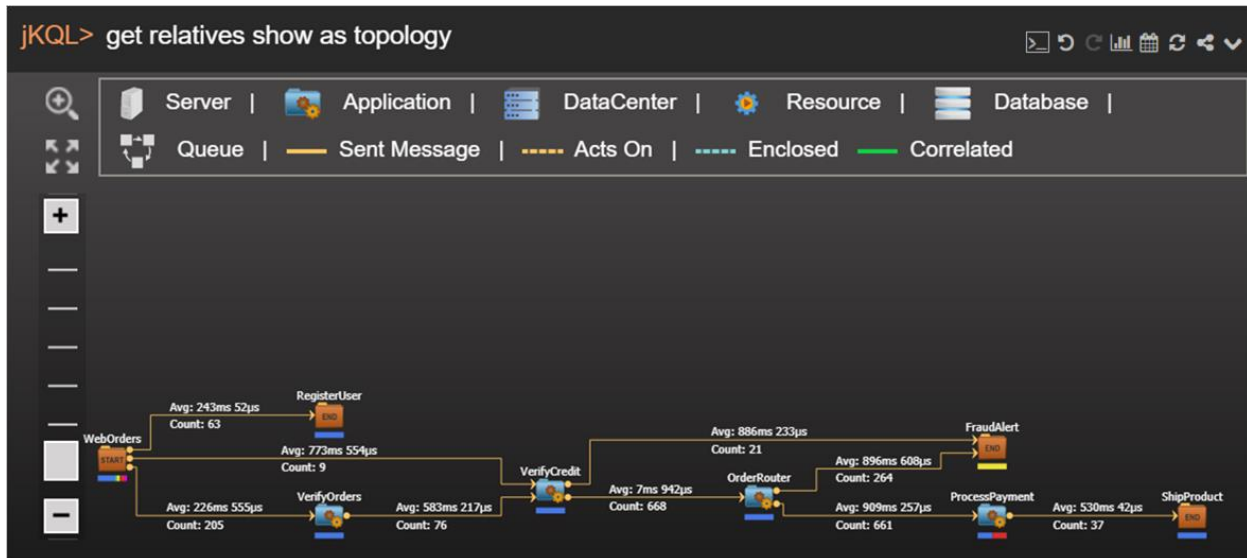 jKQL> get relatives show as topology
Server | Application | DataCenter | Resource | Database |
Queue | Sent Message | Acts On | Enclosed Correlated
+
−
WebOrders
START
Avg: 243ms 52µs
Count: 63
RegisterUser
END
Avg: 773ms 554µs
Count: 9
Avg: 226ms 555µs
Count: 205
VerifyOrders
Avg: 583ms 217µs
Count: 76
VerifyCredit
Avg: 886ms 233µs
Count: 21
Avg: 7ms 942µs
Count: 668
OrderRouter
Avg: 896ms 608µs
Count: 264
FraudAlert
END
Avg: 909ms 257µs
Count: 661
ProcessPayment
Avg: 530ms 42µs
Count: 37
ShipProduct
END